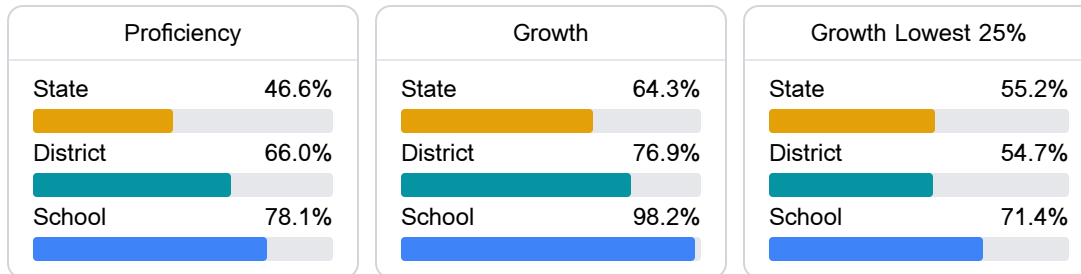 Proficiency
State 46.6%
District 66.0%
School 78.1%
Growth
State 64.3%
District 76.9%
School 98.2%
Growth Lowest 25%
State 55.2%
District 54.7%
School 71.4%